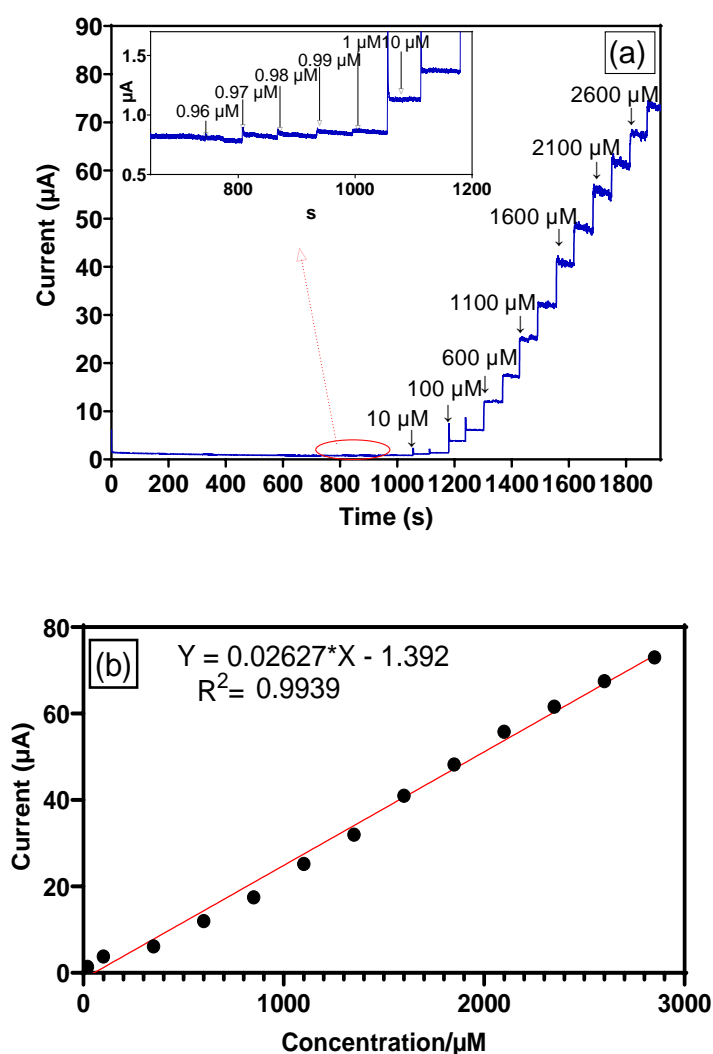 (a)
90
80
70
60
50
40
30
20
10
0
Current (µA)
0 200 400 600 800 1000 1200 1400 1600 1800
Time (s)
1.5
1.0
0.5
µA
800 1000 1200
s
0.96 µM
0.97 µM
0.98 µM
0.99 µM
1 µM
10 µM
10 µM
100 µM
600 µM
1100 µM
1600 µM
2100 µM
2600 µM
(b)
Y = 0.02627*X - 1.392
R²= 0.9939
80
60
40
20
0
Current (µA)
0 1000 2000 3000
Concentration/µM